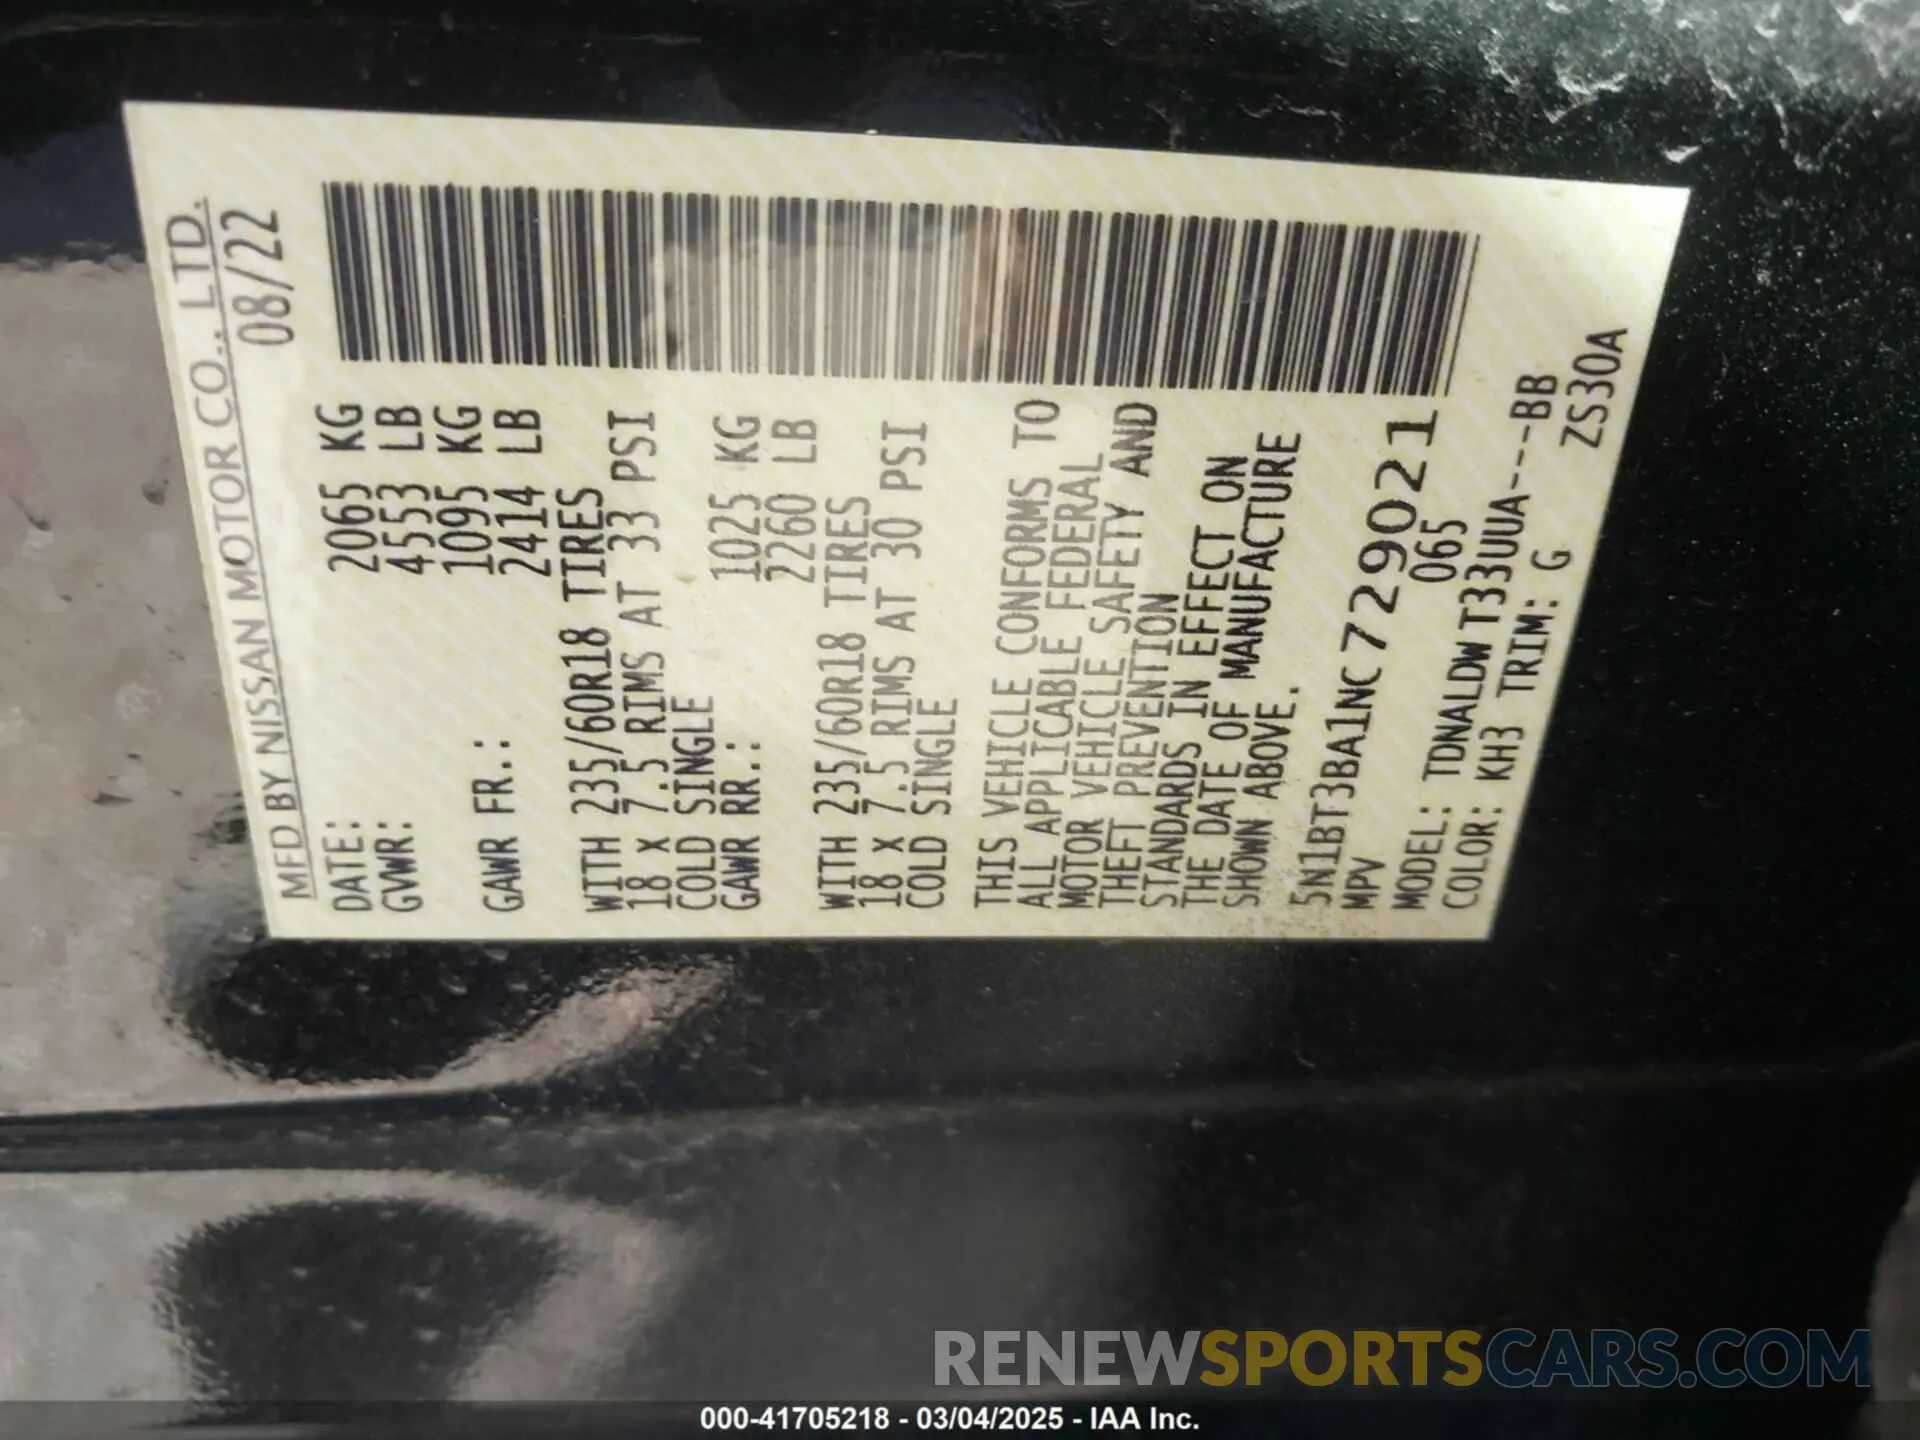 MFD BY NISSAN MOTOR CO., LTD.
DATE: 08/22
GVWR: 2065 KG
4553 LB
1095 KG
GAWR FR.: 2414 LB
WITH 235/60R18 TIRES
18 X 7.5 RIMS AT 33 PSI
COLD SINGLE
GAWR RR.: 1025 KG
2260 LB
WITH 235/60R18 TIRES
18 X 7.5 RIMS AT 30 PSI
COLD SINGLE
THIS VEHICLE CONFORMS TO
ALL APPLICABLE FEDERAL
MOTOR VEHICLE SAFETY AND
THEFT PREVENTION
STANDARDS IN EFFECT ON
THE DATE OF MANUFACTURE
SHOWN ABOVE.
5N1BT3BA1NC729021
MPV 065
MODEL: TDNALDWT33UUA---BB
COLOR: KH3 TRIM: G ZS30A
RENEWSPORTSCARS.COM
000-41705218 - 03/04/2025 - IAA Inc.